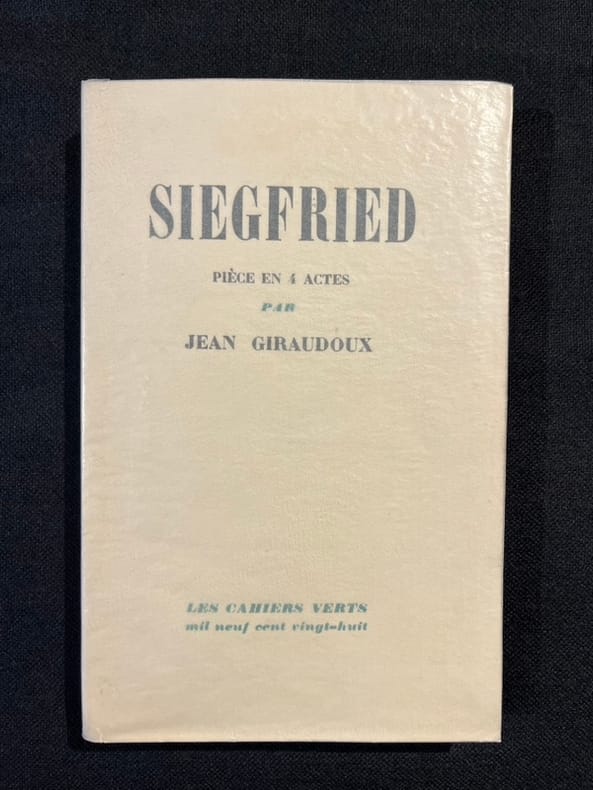 SIEGFRIED
PIÈCE EN 4 ACTES
PAR
JEAN GIRAUDOUX
LES CAHIERS VERTS
mil neuf cent vingt-huit